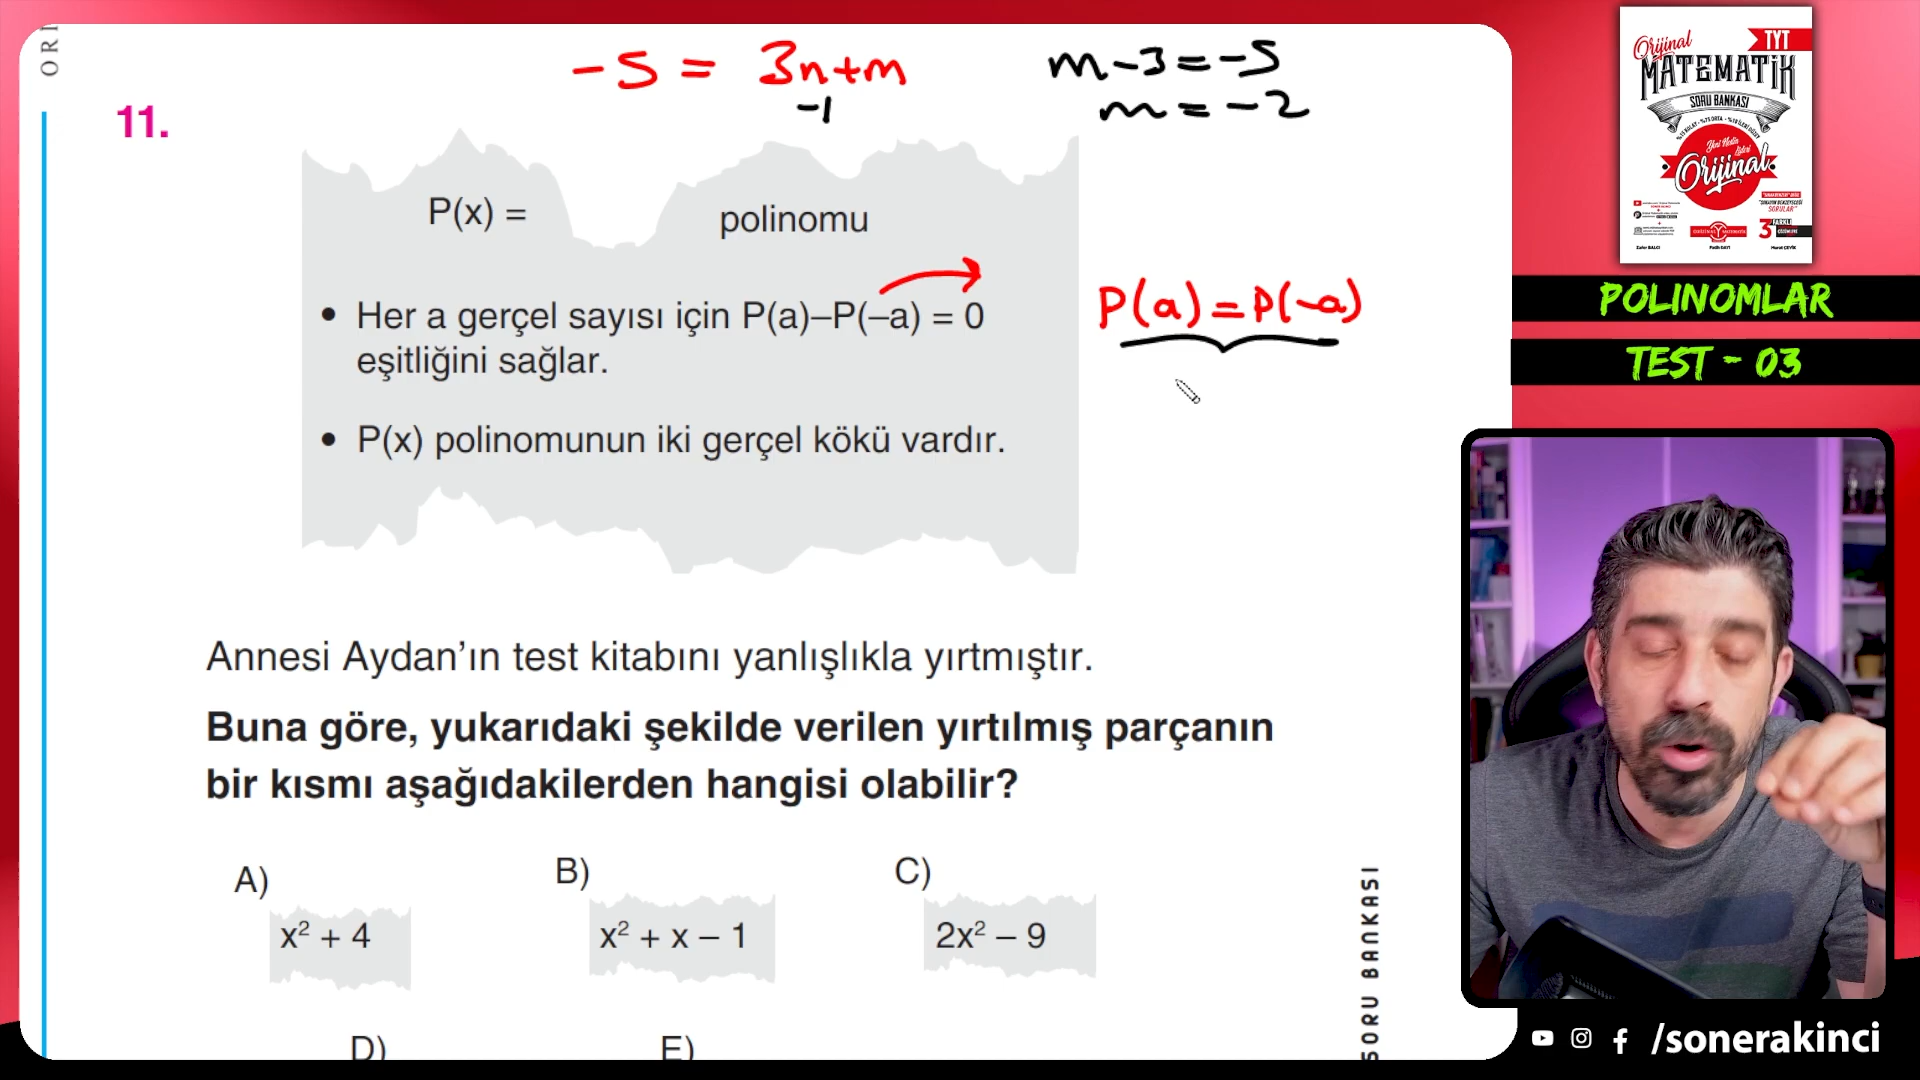 ORİ
-5 = 3n+m
-1
m-3=-5
m=-2
11.
P(x) =
polinomu
• Her a gerçel sayısı için P(a)–P(–a) = 0
eşitliğini sağlar.
P(a)=P(-a)
• P(x) polinomunun iki gerçel kökü vardır.
Annesi Aydan’ın test kitabını yanlışlıkla yırtmıştır.
Buna göre, yukarıdaki şekilde verilen yırtılmış parçanın
bir kısmı aşağıdakilerden hangisi olabilir?
A)
x² + 4
B)
x² + x – 1
C)
2x² – 9
D)
E)
SORU BANKASI
Orijinal
TYT
MATEMATİK
SORU BANKASI
Orijinal
3
POLINOMLAR
TEST - 03
/sonerakinci